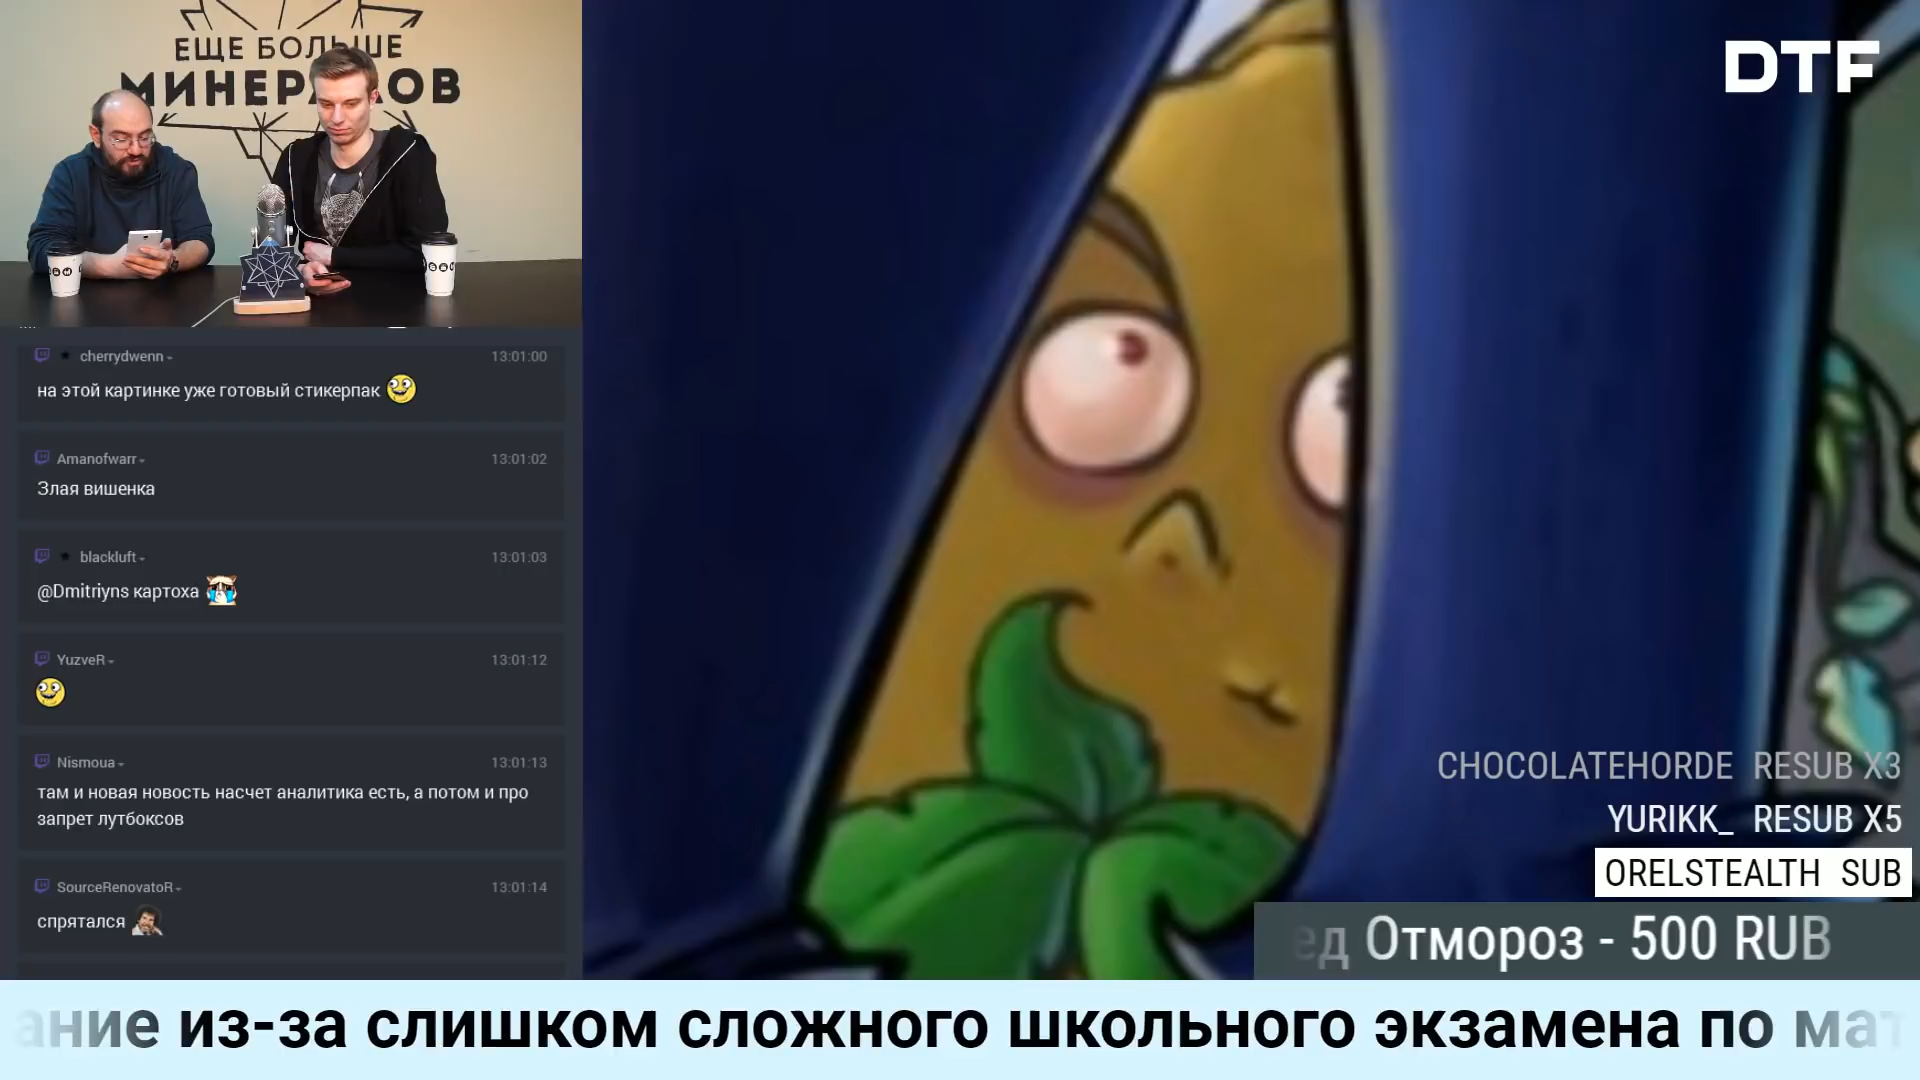 ЕЩЕ БОЛЬШЕ
DTF
cherrydwenn
13:01:00
на этой картинке уже готовый стикерпак
Amanofwarr
13:01:02
Злая вишенка
blackluft
13:01:03
@Dmitriyns картоха
YuzveR
13:01:12
Nismoua
13:01:13
там и новая новость насчет аналитика есть, а потом и про
запрет лутбоксов
SourceRenovatoR
13:01:14
спрятался
CHOCOLATEHORDE RESUB X3
YURIKK_ RESUB X5
ORELSTEALTH SUB
ед Отмороз - 500 RUB
ание из-за слишком сложного школьного экзамена по мат